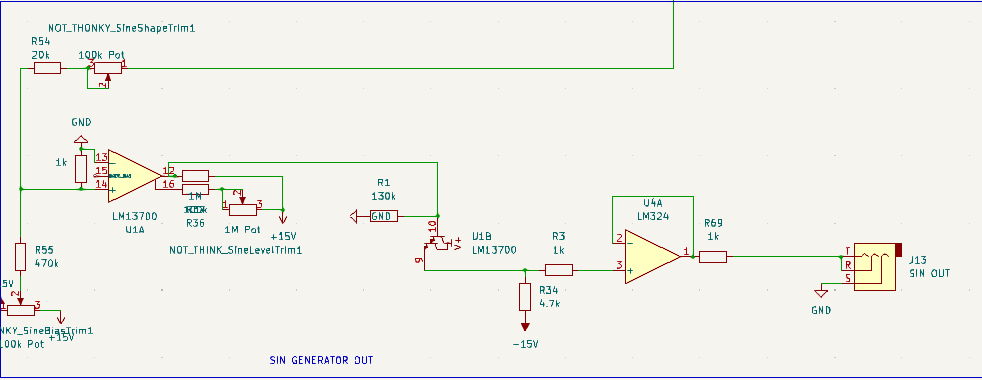 NOT_THONKY_SineShapeTrim1
R54
20k
100k Pot
3
1
2
GND
1k
13
15
14
12
16
LM13700
U1A
1M
R36
2
1
3
1M Pot
+15V
NOT_THINK_SineLevelTrim1
R1
130k
GND
10
9
V+
U1B
LM13700
R3
1k
R34
4.7k
-15V
U4A
LM324
2
3
1
R69
1k
T
R
S
J13
SIN OUT
GND
R55
470k
5V
2
1
3
NKY_SineBiasTrim1
+15V
100k Pot
SIN GENERATOR OUT